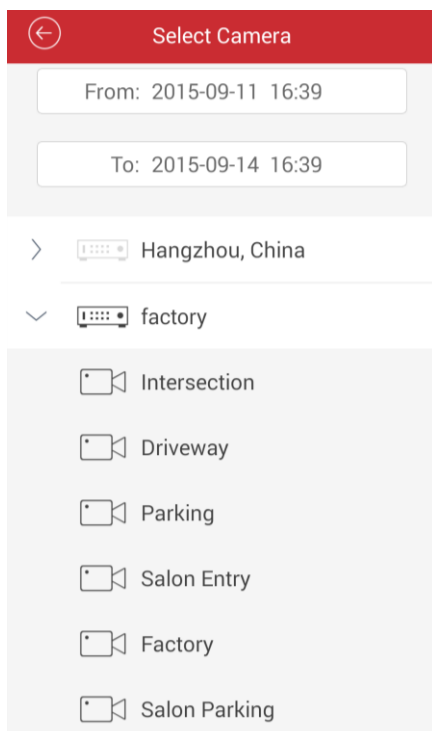 Select Camera
From: 2015-09-11 16:39
To: 2015-09-14 16:39
Hangzhou, China
factory
Intersection
Driveway
Parking
Salon Entry
Factory
Salon Parking